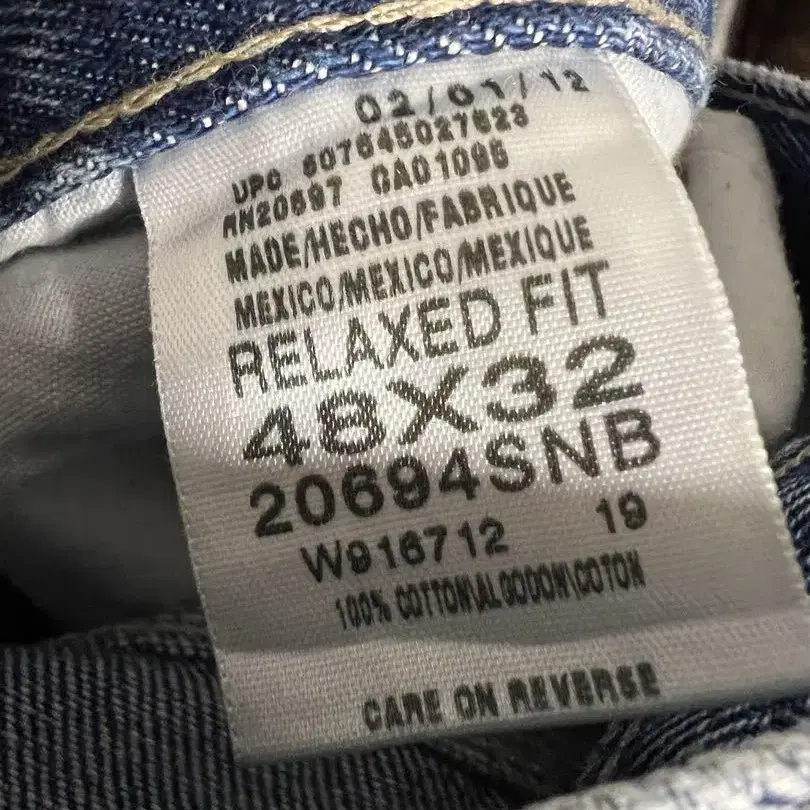 02/01/12
UPC 607645027623
RN20697 CA01095
MADE/HECHO/FABRIQUE
MEXICO/MEXICO/MEXIQUE
RELAXED FIT
48X32
20694SNB
W916712 19
100% COTTON\ALGODON\COTON
CARE ON REVERSE